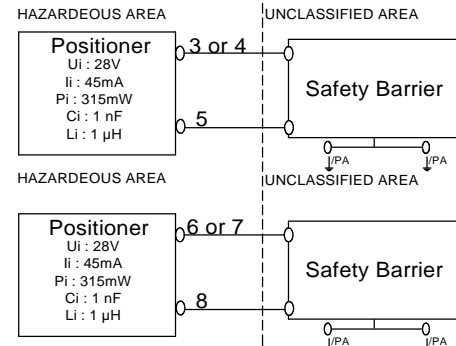 HAZARDEOUS AREA
UNCLASSIFIED AREA
Positioner
Ui : 28V
Ii : 45mA
Pi : 315mW
Ci : 1 nF
Li : 1 µH
3 or 4
5
Safety Barrier
/PA
/PA
HAZARDEOUS AREA
UNCLASSIFIED AREA
Positioner
Ui : 28V
Ii : 45mA
Pi : 315mW
Ci : 1 nF
Li : 1 µH
6 or 7
8
Safety Barrier
/PA
/PA